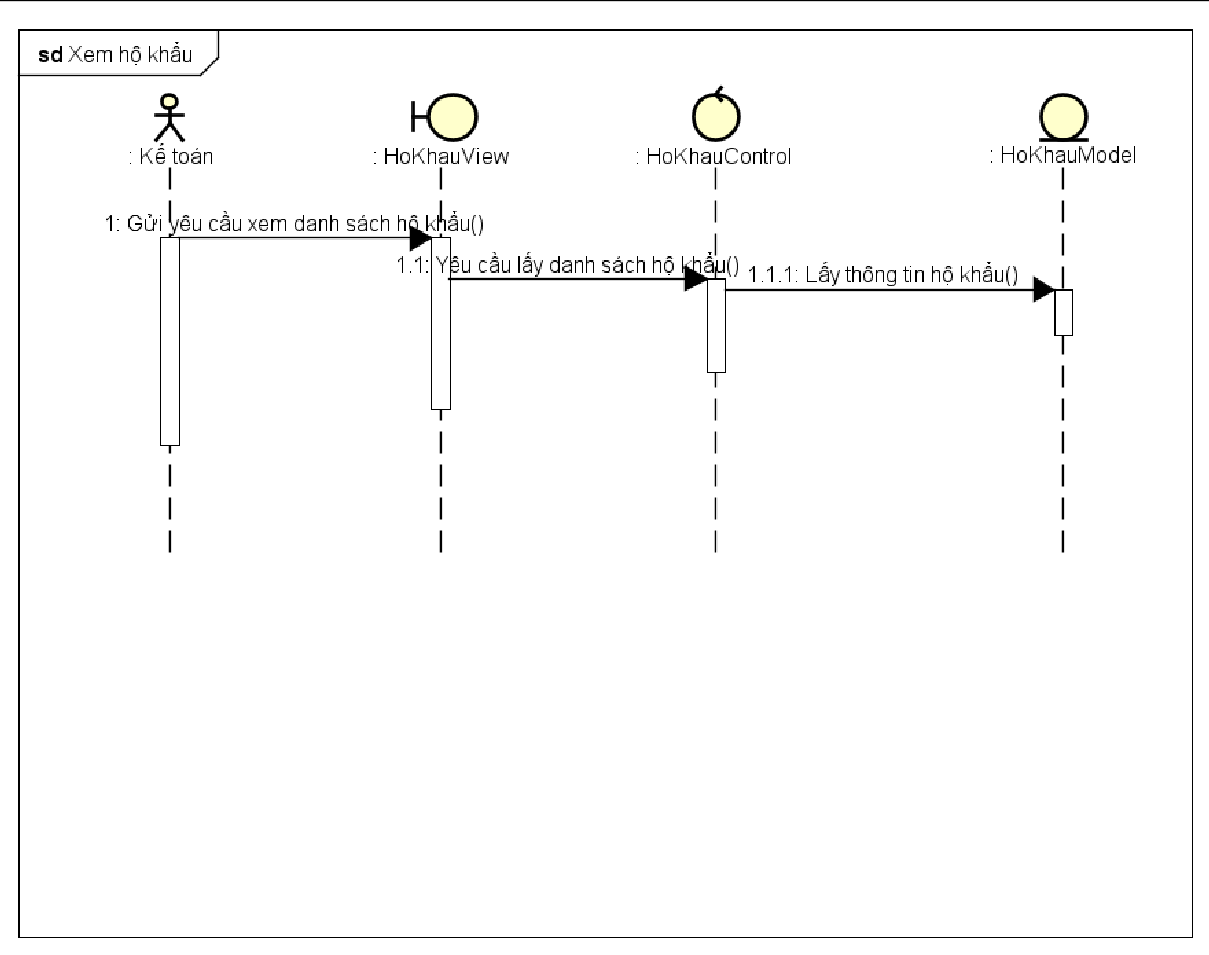 sd Xem hộ khẩu
: Kế toán
: HoKhauView
: HoKhauControl
: HoKhauModel
1: Gửi yêu cầu xem danh sách hộ khẩu()
1.1: Yêu cầu lấy danh sách hộ khẩu()
1.1.1: Lấy thông tin hộ khẩu()